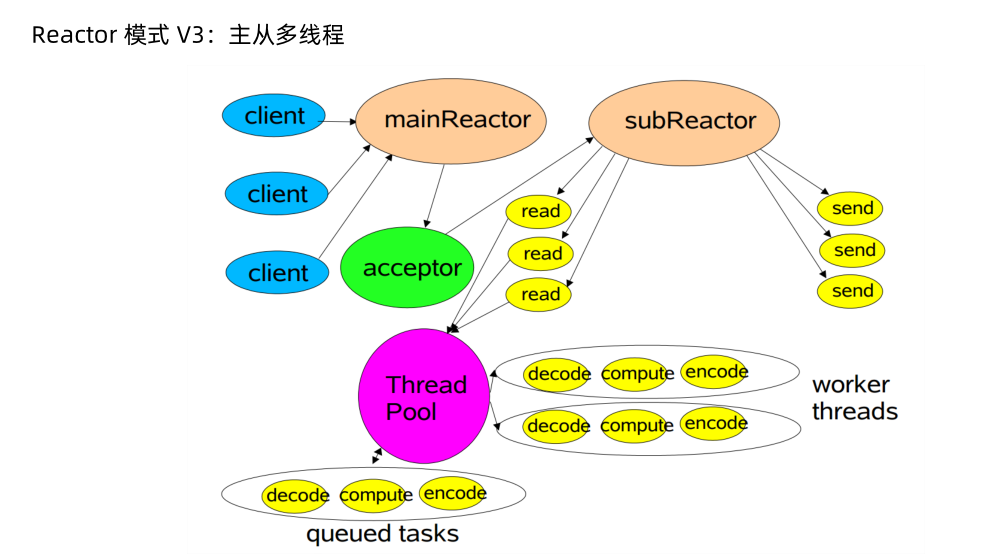 Reactor 模式 V3：主从多线程
client
mainReactor
subReactor
client
client
acceptor
read
read
read
send
send
send
Thread
Pool
decode compute encode
decode compute encode
worker
threads
decode compute encode
queued tasks